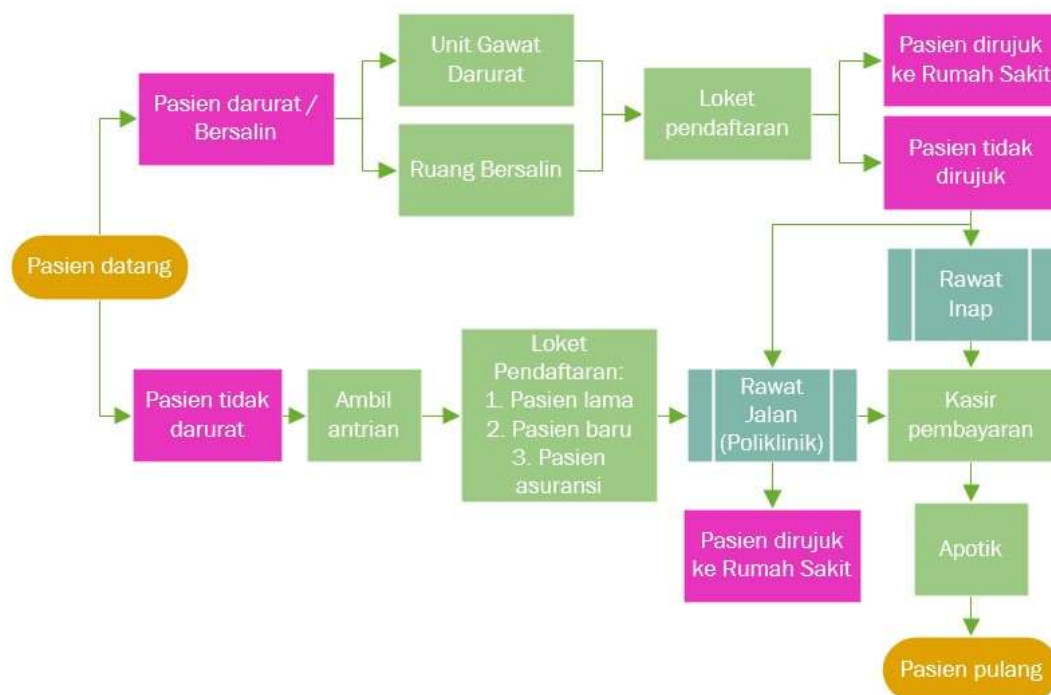 Unit Gawat
Darurat
Pasien dirujuk
ke Rumah Sakit
Pasien darurat /
Bersalin
Loket
pendaftaran
Ruang Bersalin
Pasien tidak
dirujuk
Pasien datang
Rawat
Inap
Pasien tidak
darurat
Ambil
antrian
Loket
Pendaftaran:
1. Pasien lama
2. Pasien baru
3. Pasien
asuransi
Rawat
Jalan
(Poliklinik)
Kasir
pembayaran
Pasien dirujuk
ke Rumah Sakit
Apotik
Pasien pulang